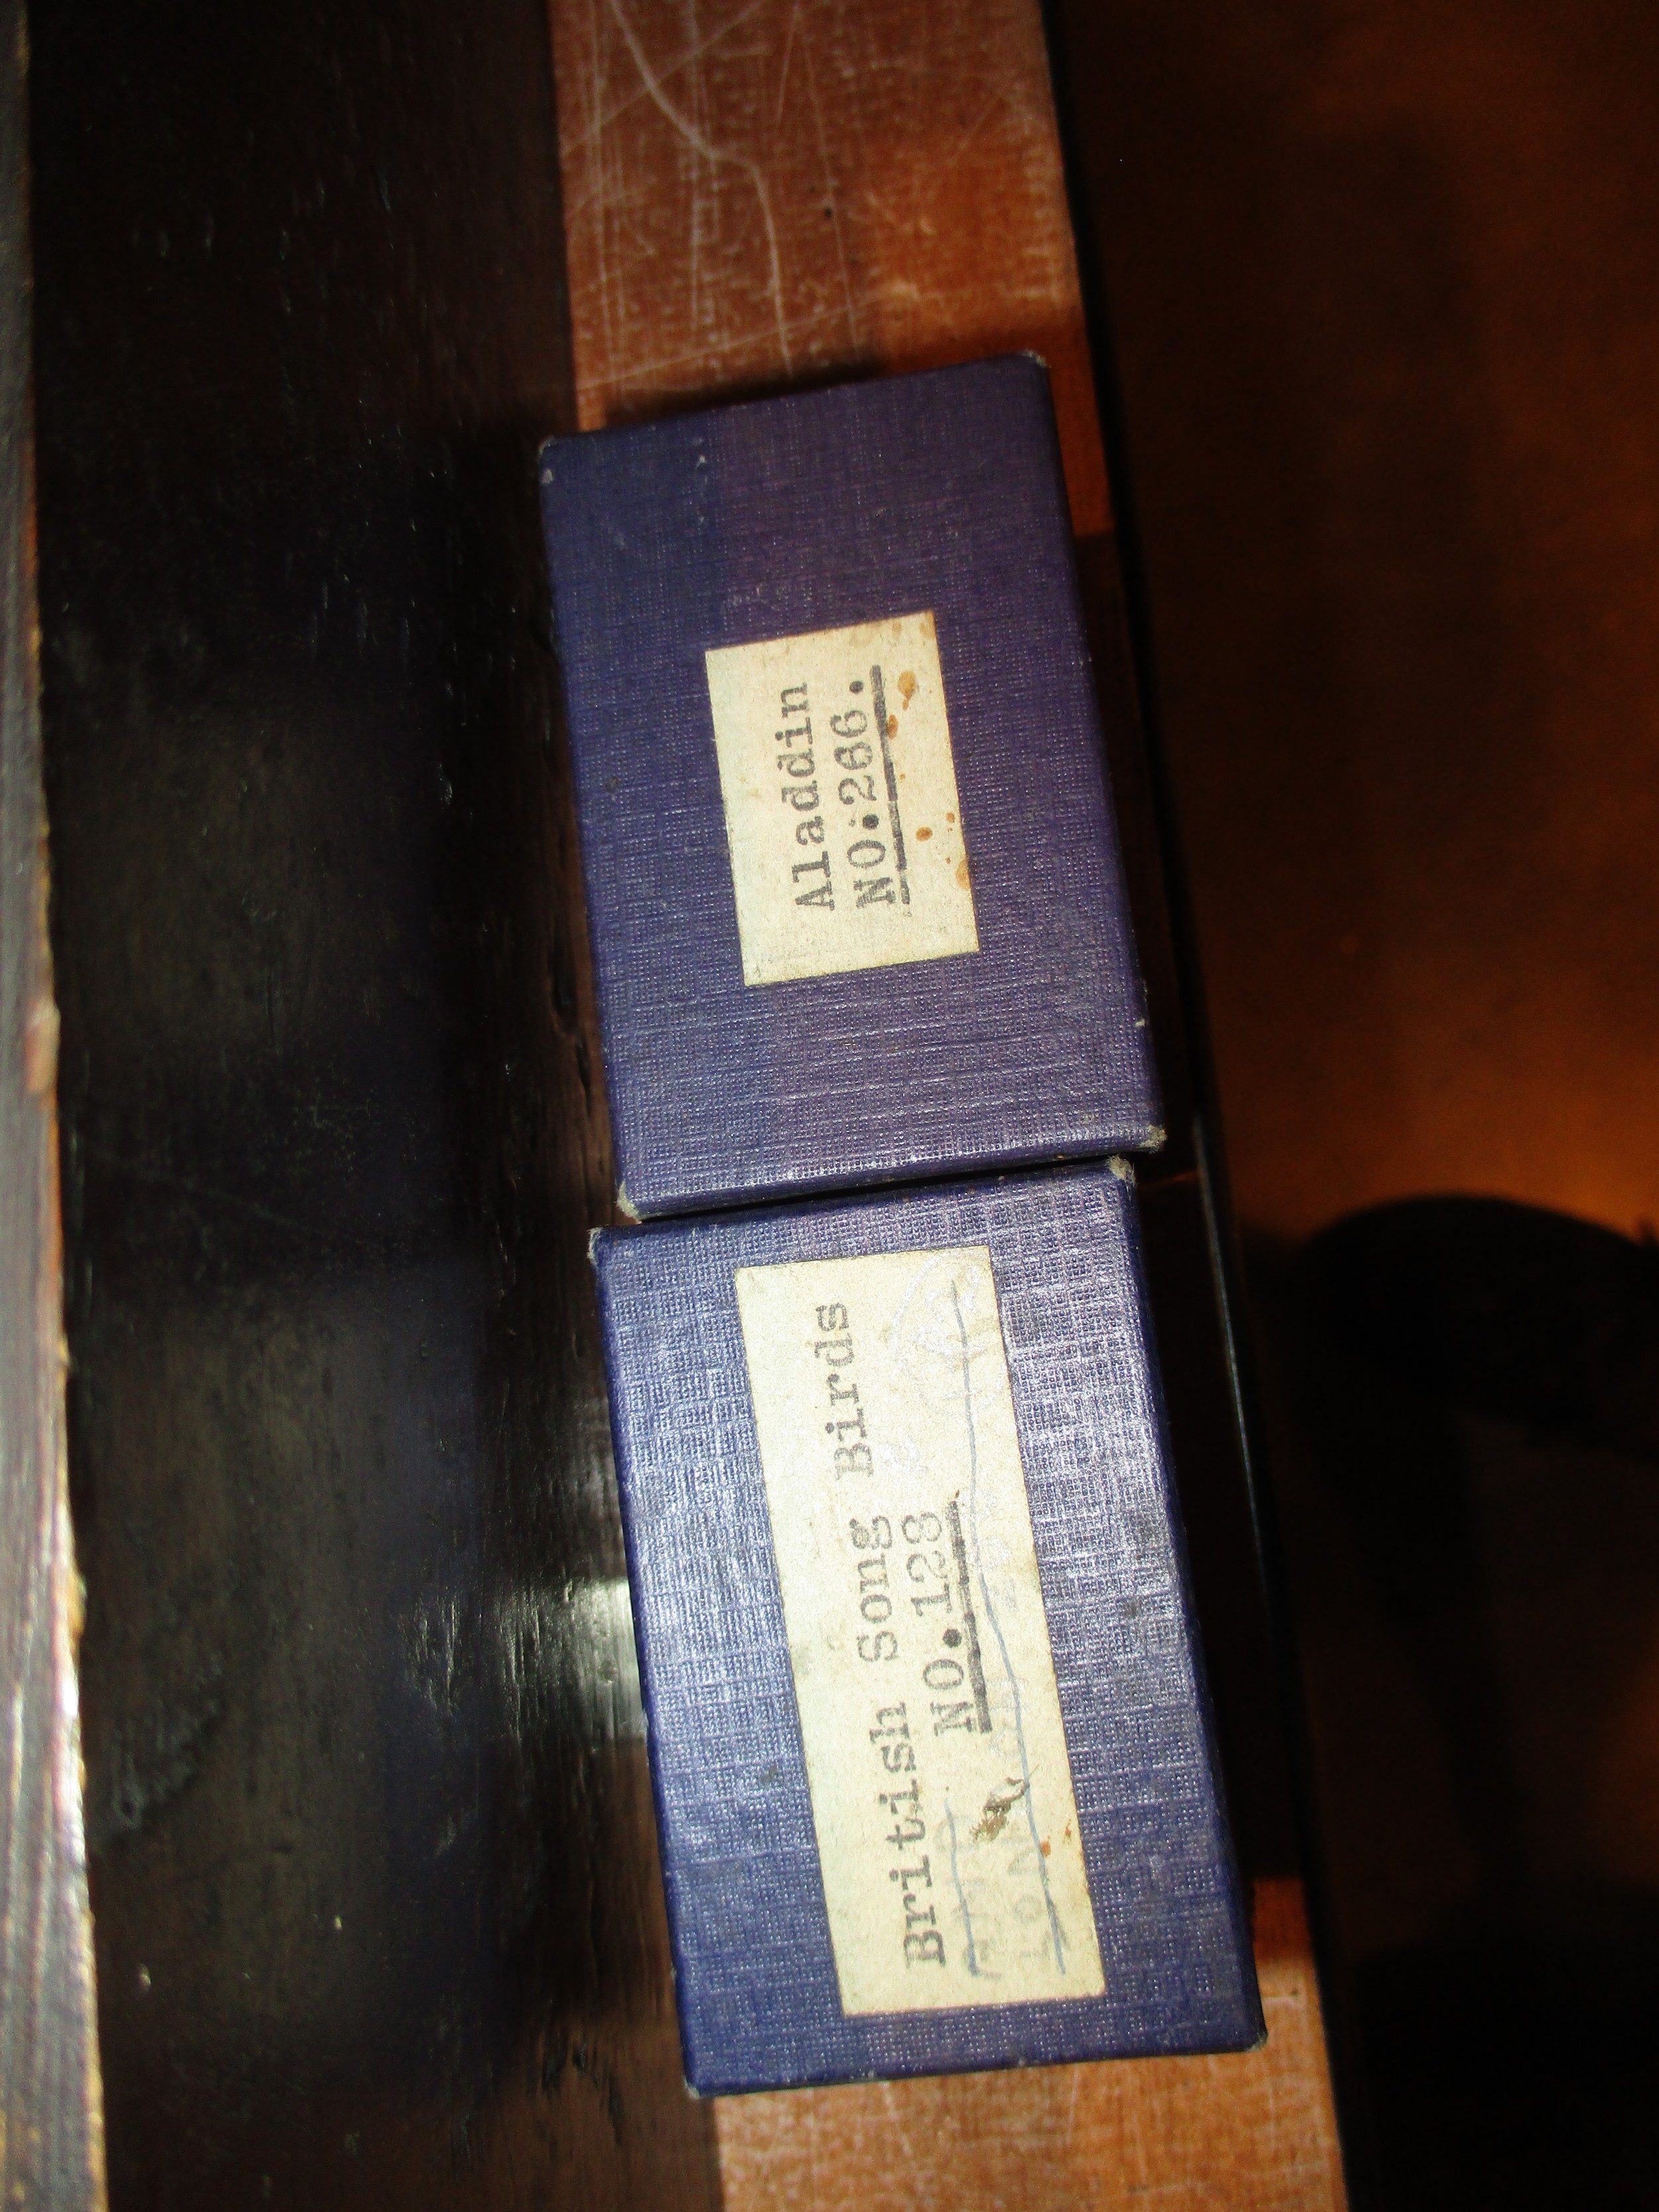 Aladdin
NO:266.
British Song Birds
NO.128